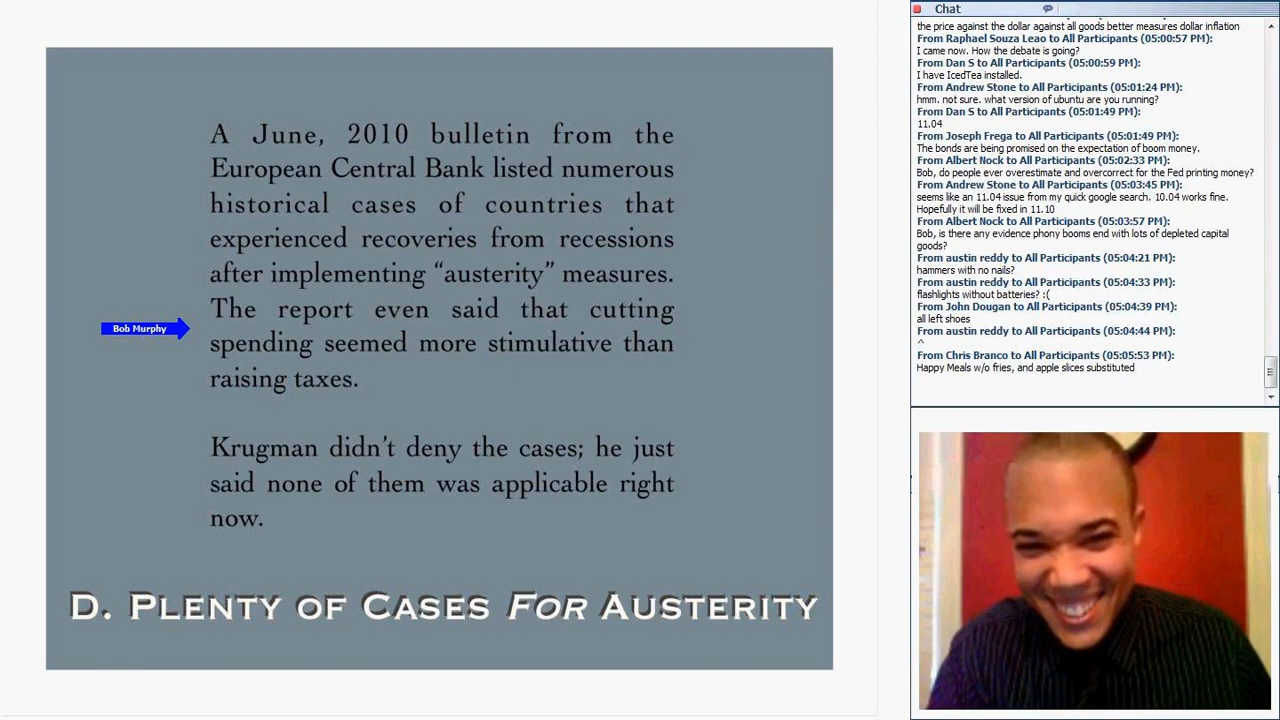 A June, 2010 bulletin from the
European Central Bank listed numerous
historical cases of countries that
experienced recoveries from recessions
after implementing “austerity” measures.
The report even said that cutting
spending seemed more stimulative than
raising taxes.
Krugman didn’t deny the cases; he just
said none of them was applicable right
now.
D. PLENTY OF CASES FOR AUSTERITY
Bob Murphy
Chat
the price against the dollar against all goods better measures dollar inflation
From Raphael Souza Leao to All Participants (05:00:57 PM):
I came now. How the debate is going?
From Dan S to All Participants (05:00:59 PM):
I have IcedTea installed.
From Andrew Stone to All Participants (05:01:24 PM):
hmm. not sure. what version of ubuntu are you running?
From Dan S to All Participants (05:01:49 PM):
11.04
From Joseph Frega to All Participants (05:01:49 PM):
The bonds are being promised on the expectation of boom money.
From Albert Nock to All Participants (05:02:33 PM):
Bob, do people ever overestimate and overcorrect for the Fed printing money?
From Andrew Stone to All Participants (05:03:45 PM):
seems like an 11.04 issue from my quick google search. 10.04 works fine.
Hopefully it will be fixed in 11.10
From Albert Nock to All Participants (05:03:57 PM):
Bob, is there any evidence phony booms end with lots of depleted capital
goods?
From austin reddy to All Participants (05:04:21 PM):
hammers with no nails?
From austin reddy to All Participants (05:04:33 PM):
flashlights without batteries? :(
From John Dougan to All Participants (05:04:39 PM):
all left shoes
From austin reddy to All Participants (05:04:44 PM):
^
From Chris Branco to All Participants (05:05:53 PM):
Happy Meals w/o fries, and apple slices substituted